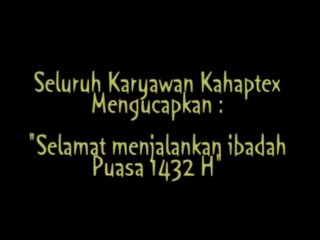 Seluruh Karyawan Kahaptex
Mengucapkan :
"Selamat menjalankan ibadah
Puasa 1432 H"